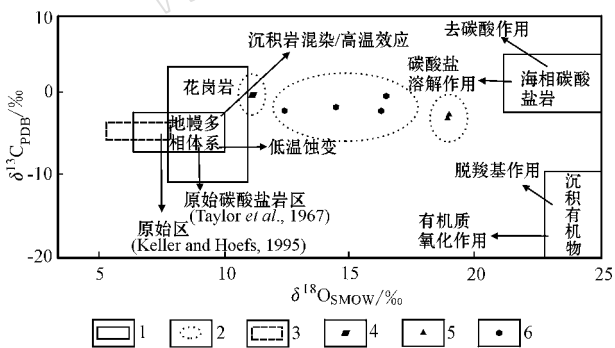 10
0
-10
-20
δ¹³C_PDB/‰
沉积岩混染/高温效应
去碳酸作用
花岗岩
碳酸盐
溶解作用
海相碳酸
盐岩
地幔多
相体系
低温蚀变
原始碳酸盐岩区
(Taylor et al., 1967)
原始区
(Keller and Hoefs, 1995)
脱羧基作用
有机质
氧化作用
沉积有机物
5 10 15 20 25
δ¹⁸O_SMOW/‰
1 2 3 4 5 6